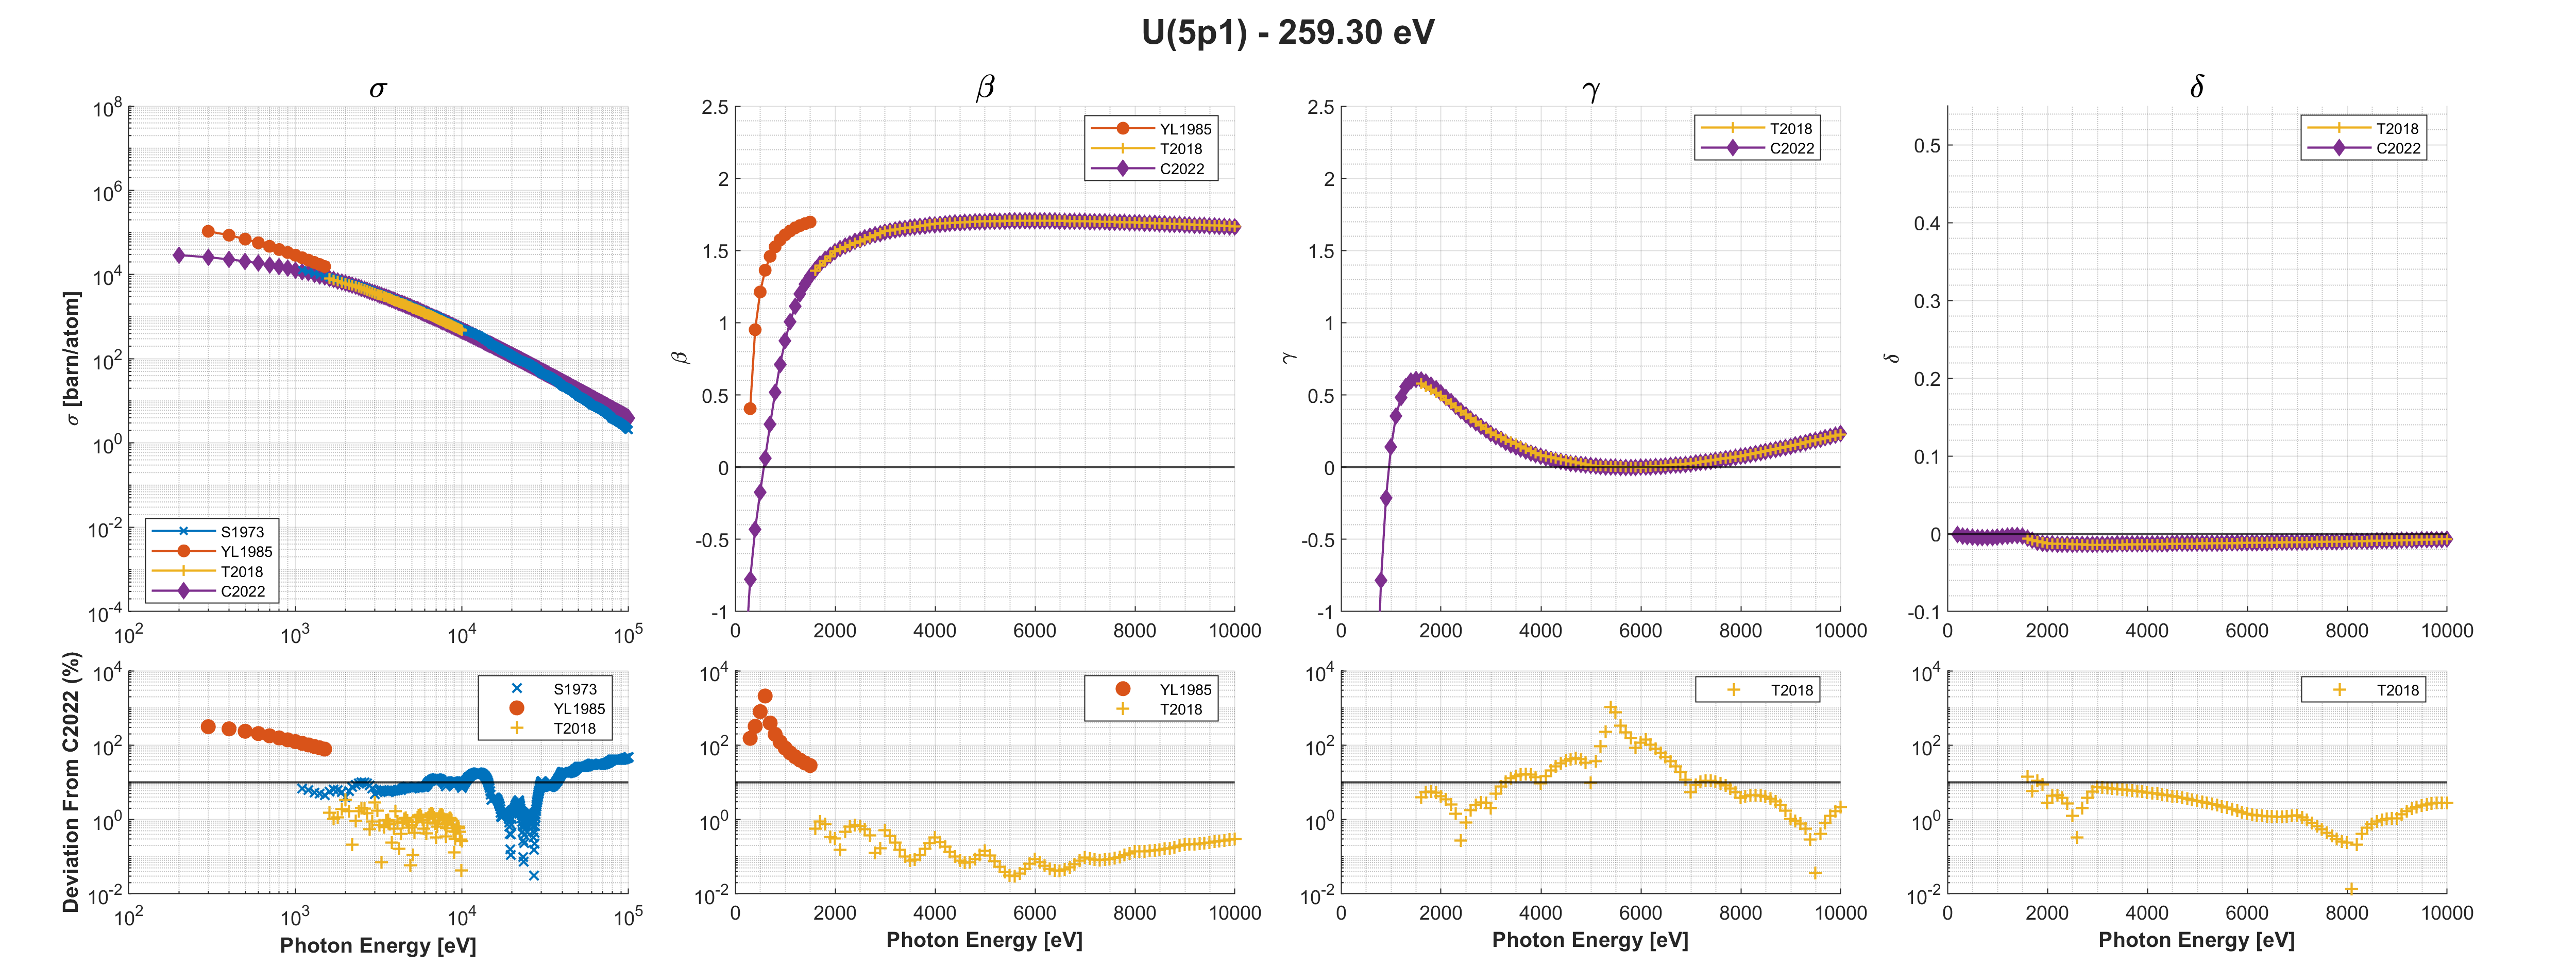 U(5p1) - 259.30 eV
σ
10^8
10^6
10^4
10^2
10^0
10^-2
10^-4
σ [barn/atom]
10^2 10^3 10^4 10^5
S1973
YL1985
T2018
C2022
β
2.5
2
1.5
1
0.5
0
-0.5
-1
β
0 2000 4000 6000 8000 10000
YL1985
T2018
C2022
γ
2.5
2
1.5
1
0.5
0
-0.5
-1
γ
0 2000 4000 6000 8000 10000
T2018
C2022
δ
0.5
0.4
0.3
0.2
0.1
0
-0.1
δ
0 2000 4000 6000 8000 10000
T2018
C2022
Deviation From C2022 (%)
10^4
10^2
10^0
10^-2
10^2 10^3 10^4 10^5
Photon Energy [eV]
S1973
YL1985
T2018
10^4
10^2
10^0
10^-2
0 2000 4000 6000 8000 10000
Photon Energy [eV]
YL1985
T2018
10^4
10^2
10^0
10^-2
0 2000 4000 6000 8000 10000
Photon Energy [eV]
T2018
10^4
10^2
10^0
10^-2
0 2000 4000 6000 8000 10000
Photon Energy [eV]
T2018